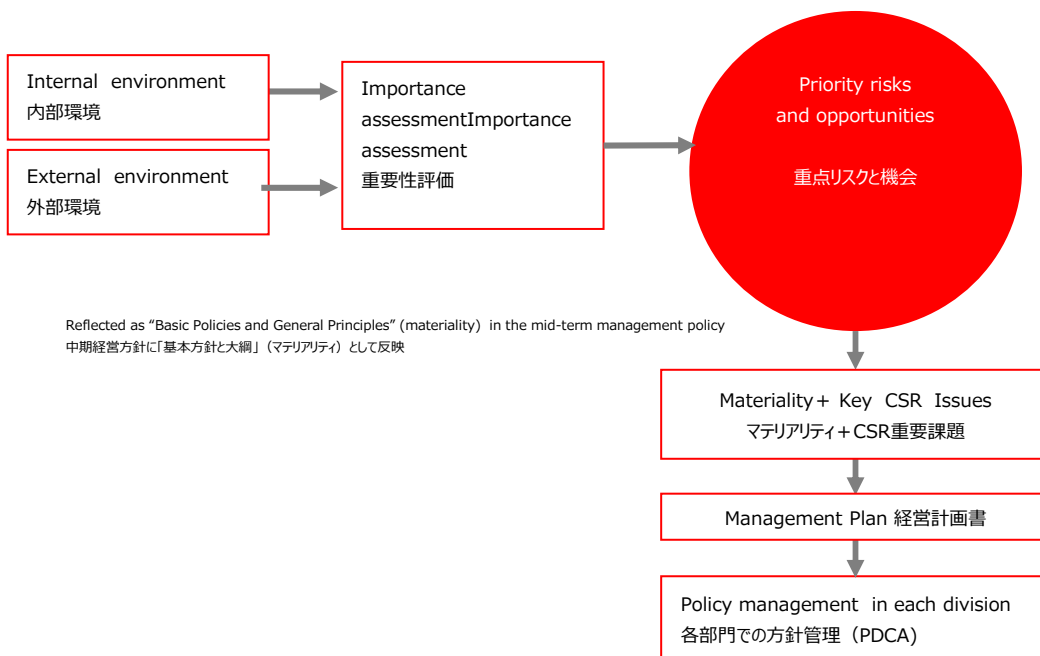 Internal environment
内部環境
External environment
外部環境
Importance
assessmentImportance
assessment
重要性評価
Priority risks
and opportunities
重点リスクと機会
Reflected as “Basic Policies and General Principles” (materiality) in the mid-term management policy
中期経営方針に「基本方針と大綱」（マテリアリティ）として反映
Materiality+ Key CSR Issues
マテリアリティ+CSR重要課題
Management Plan 経営計画書
Policy management in each division
各部門での方針管理（PDCA)